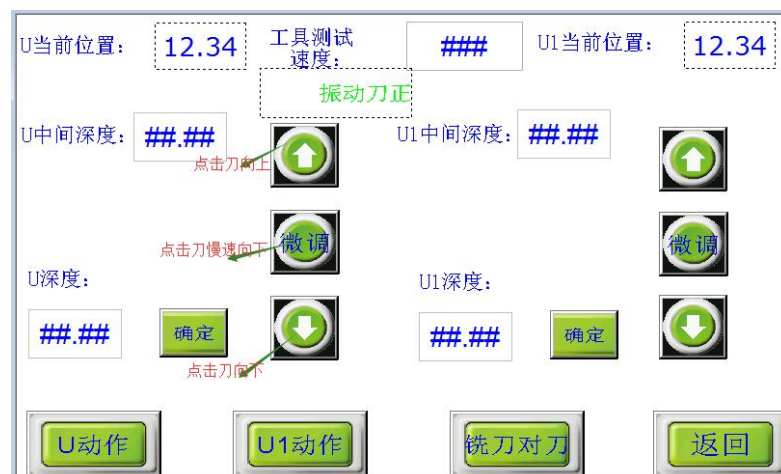 U当前位置：
12.34
工具测试
速度：
###
U1当前位置：
12.34
振动刀正
U中间深度：
##.##
点击刀向上
U1中间深度：
##.##
点击刀慢速向下
微调
微调
U深度：
##.##
确定
点击刀向下
U1深度：
##.##
确定
U动作
U1动作
铣刀对刀
返回